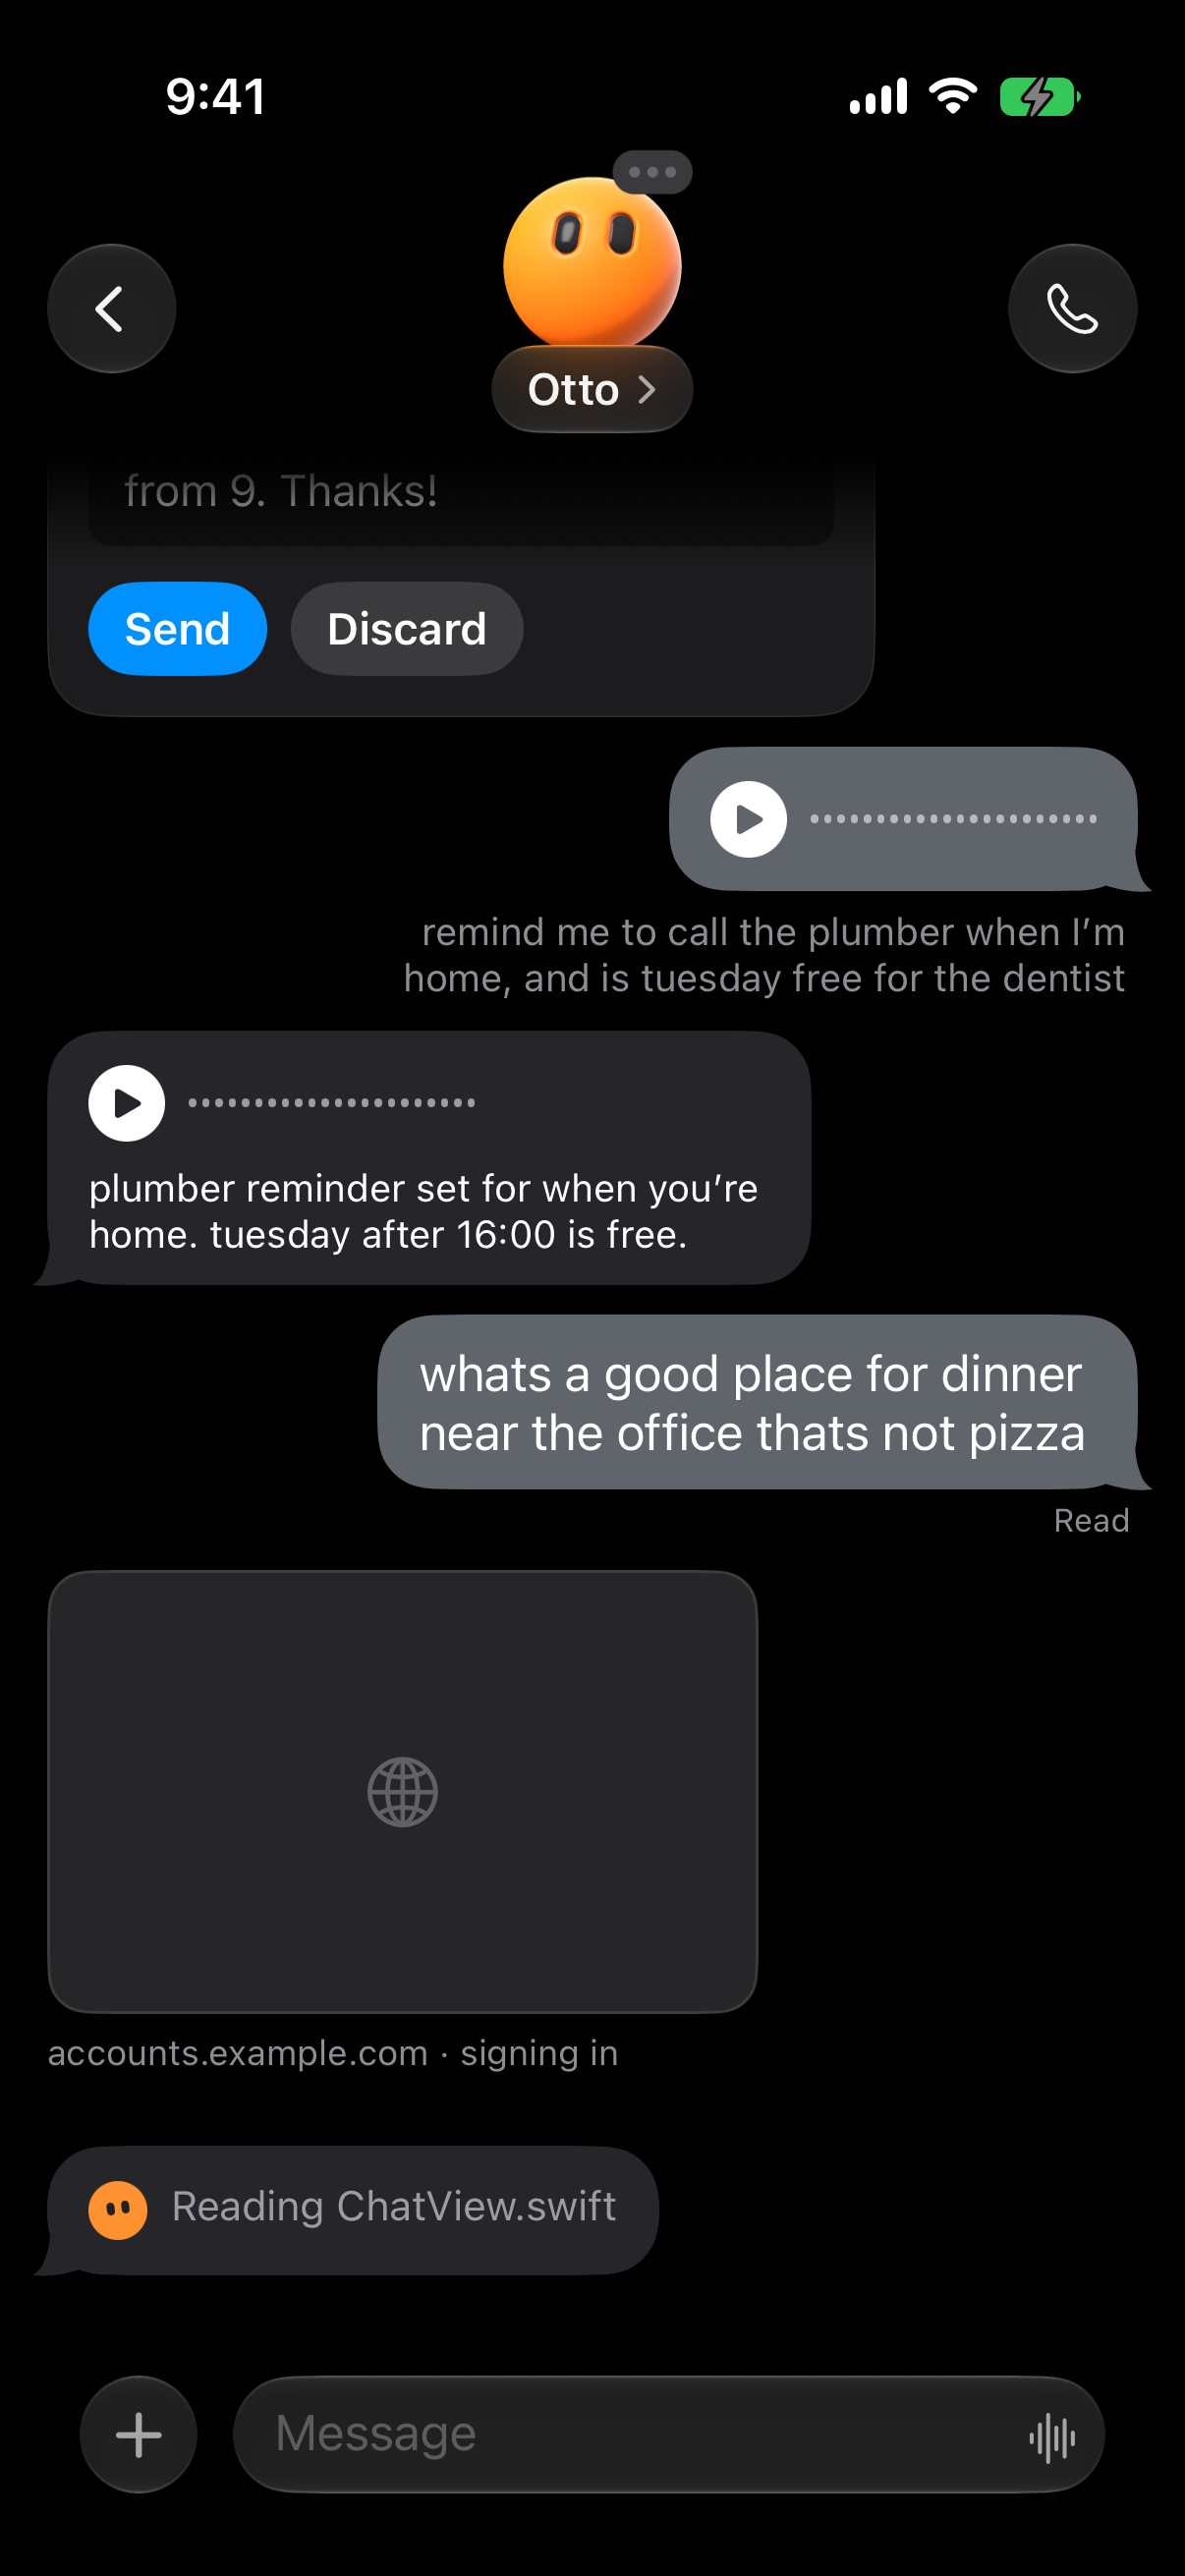 9:41
Otto
from 9. Thanks!
Send
Discard
remind me to call the plumber when I’m
home, and is tuesday free for the dentist
plumber reminder set for when you’re
home. tuesday after 16:00 is free.
whats a good place for dinner
near the office thats not pizza
Read
accounts.example.com · signing in
Reading ChatView.swift
Message